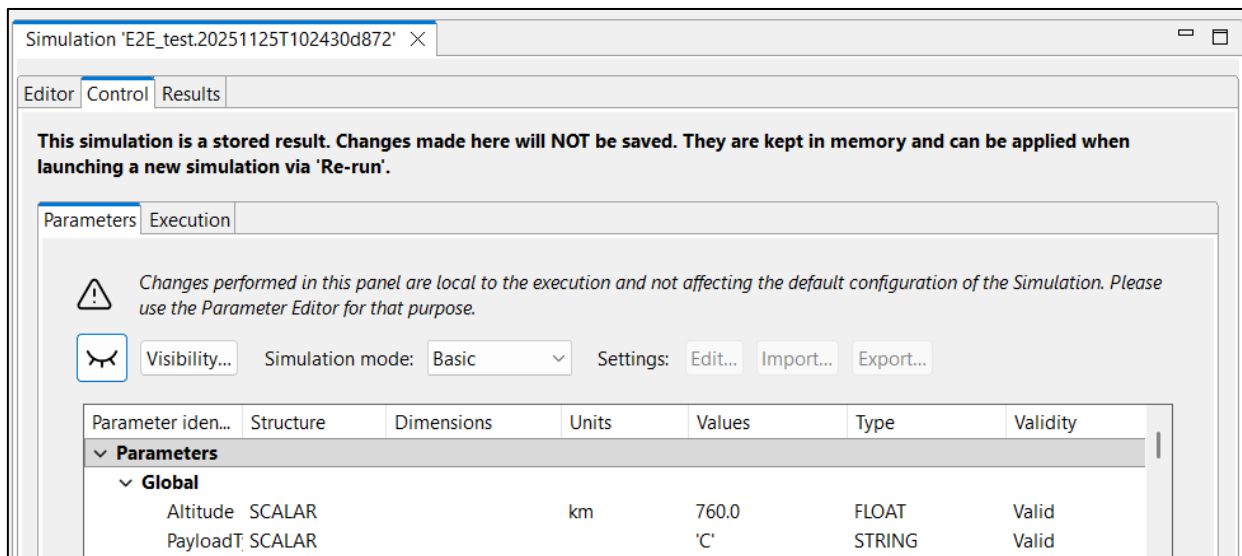 Simulation 'E2E_test.20251125T102430d872'
Editor Control Results
This simulation is a stored result. Changes made here will NOT be saved. They are kept in memory and can be applied when
launching a new simulation via 'Re-run'.
Parameters Execution
Changes performed in this panel are local to the execution and not affecting the default configuration of the Simulation. Please
use the Parameter Editor for that purpose.
Visibility... Simulation mode: Basic Settings: Edit... Import... Export...
Parameter iden... Structure Dimensions Units Values Type Validity
Parameters
Global
Altitude SCALAR km 760.0 FLOAT Valid
PayloadT SCALAR 'C' STRING Valid